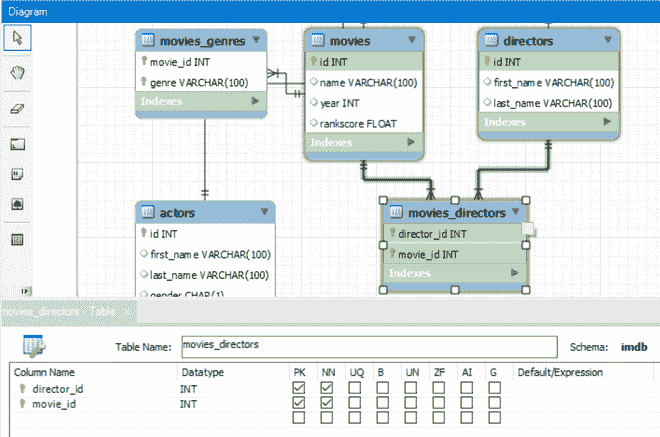 Diagram
movies_genres
movie_id INT
genre VARCHAR(100)
Indexes
movies
id INT
name VARCHAR(100)
year INT
rankscore FLOAT
Indexes
directors
id INT
first_name VARCHAR(100)
last_name VARCHAR(100)
Indexes
actors
id INT
first_name VARCHAR(100)
last_name VARCHAR(100)
gender CHAR(1)
movies_directors
director_id INT
movie_id INT
Indexes
movies_directors - Table
Table Name: movies_directors Schema: imdb
Column Name Datatype PK NN UQ B UN ZF AI G Default/Expression
director_id INT
movie_id INT